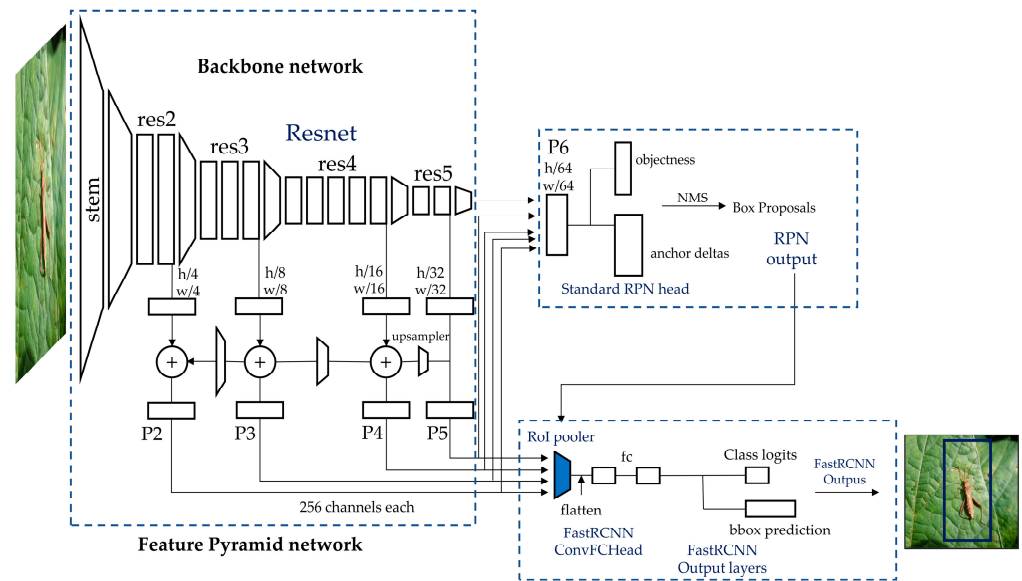 Backbone network
Resnet
stem
res2
res3
res4
res5
h/4
w/4
h/8
w/8
h/16
w/16
h/32
w/32
upsampler
+
+
+
P2
P3
P4
P5
256 channels each
Feature Pyramid network
P6
h/64
w/64
objectness
anchor deltas
NMS
Box Proposals
RPN
output
Standard RPN head
RoI pooler
flatten
fc
FastRCNN
ConvFCHead
Class logits
bbox prediction
FastRCNN
Output layers
FastRCNN
Outpus